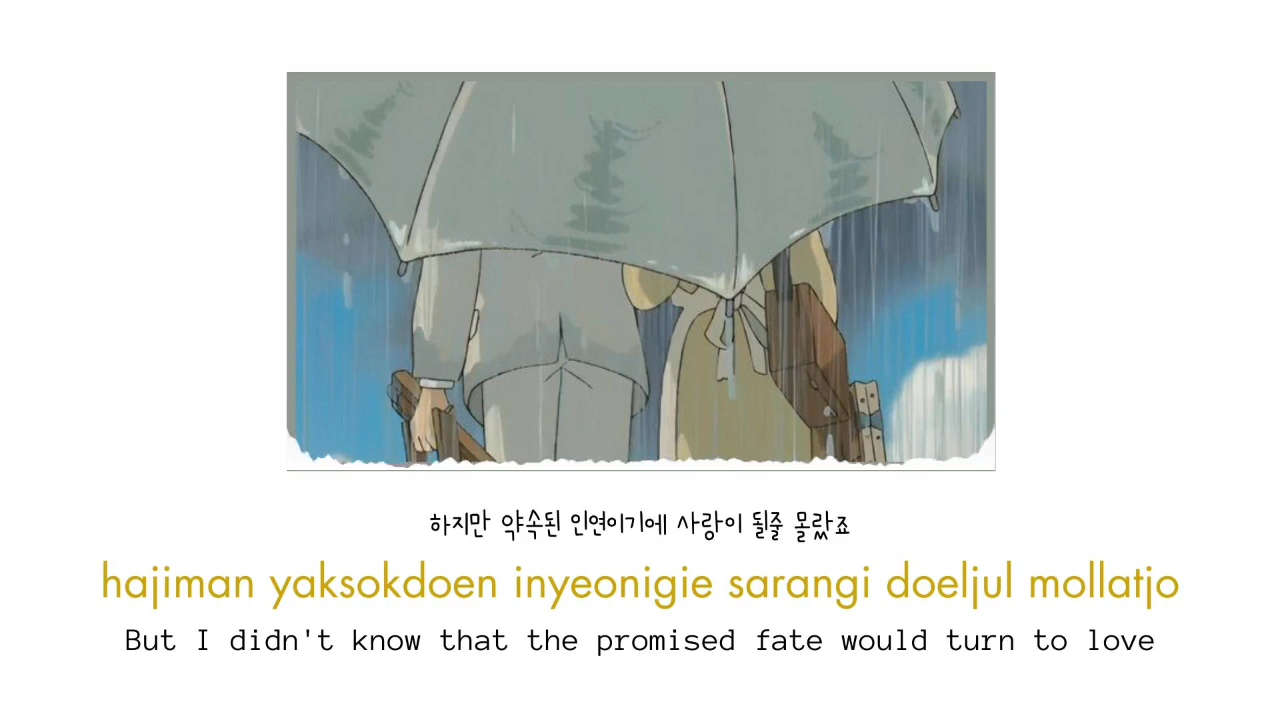 하지만 약속된 인연이기에 사랑이 될줄 몰랐죠
hajiman yaksokdoen inyeonigie sarangi doeljul mollatjo
But I didn't know that the promised fate would turn to love